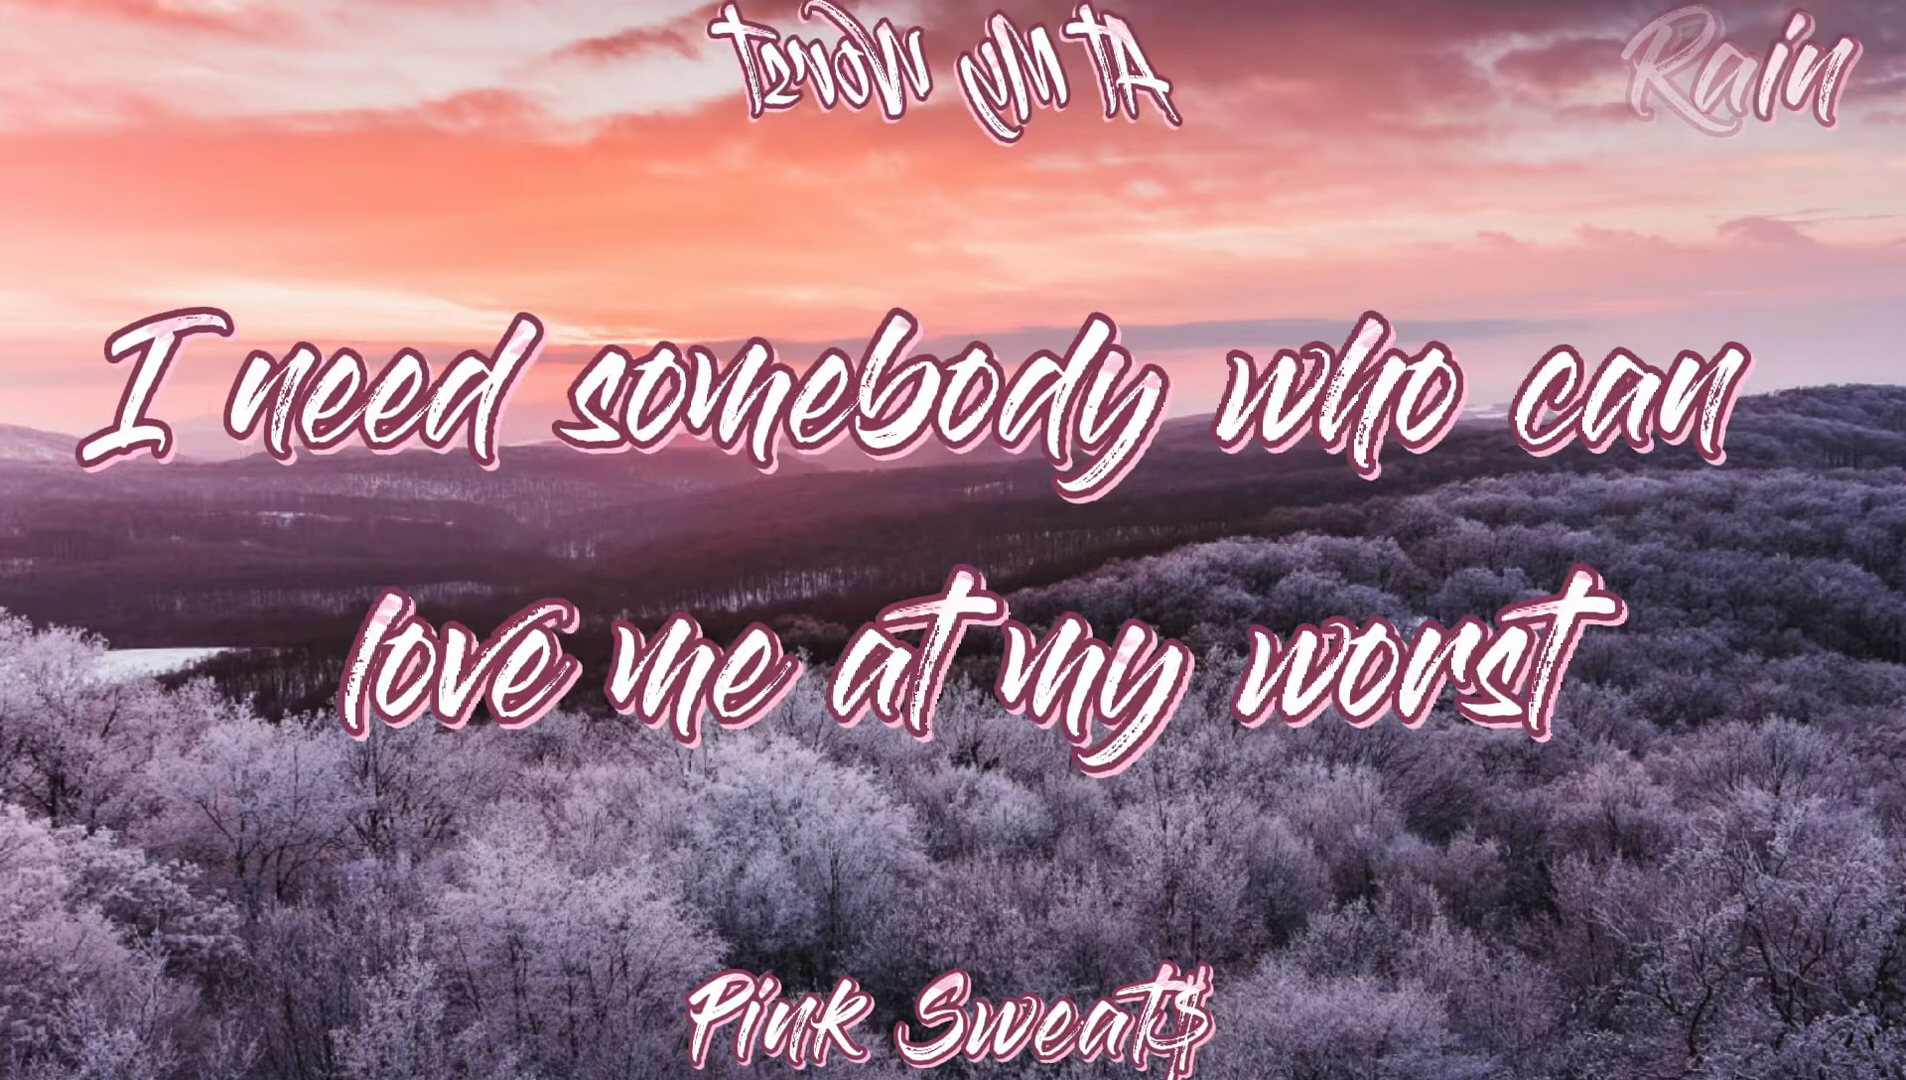 At My Worst
Rain
I need somebody who can
love me at my worst
Pink Sweat$